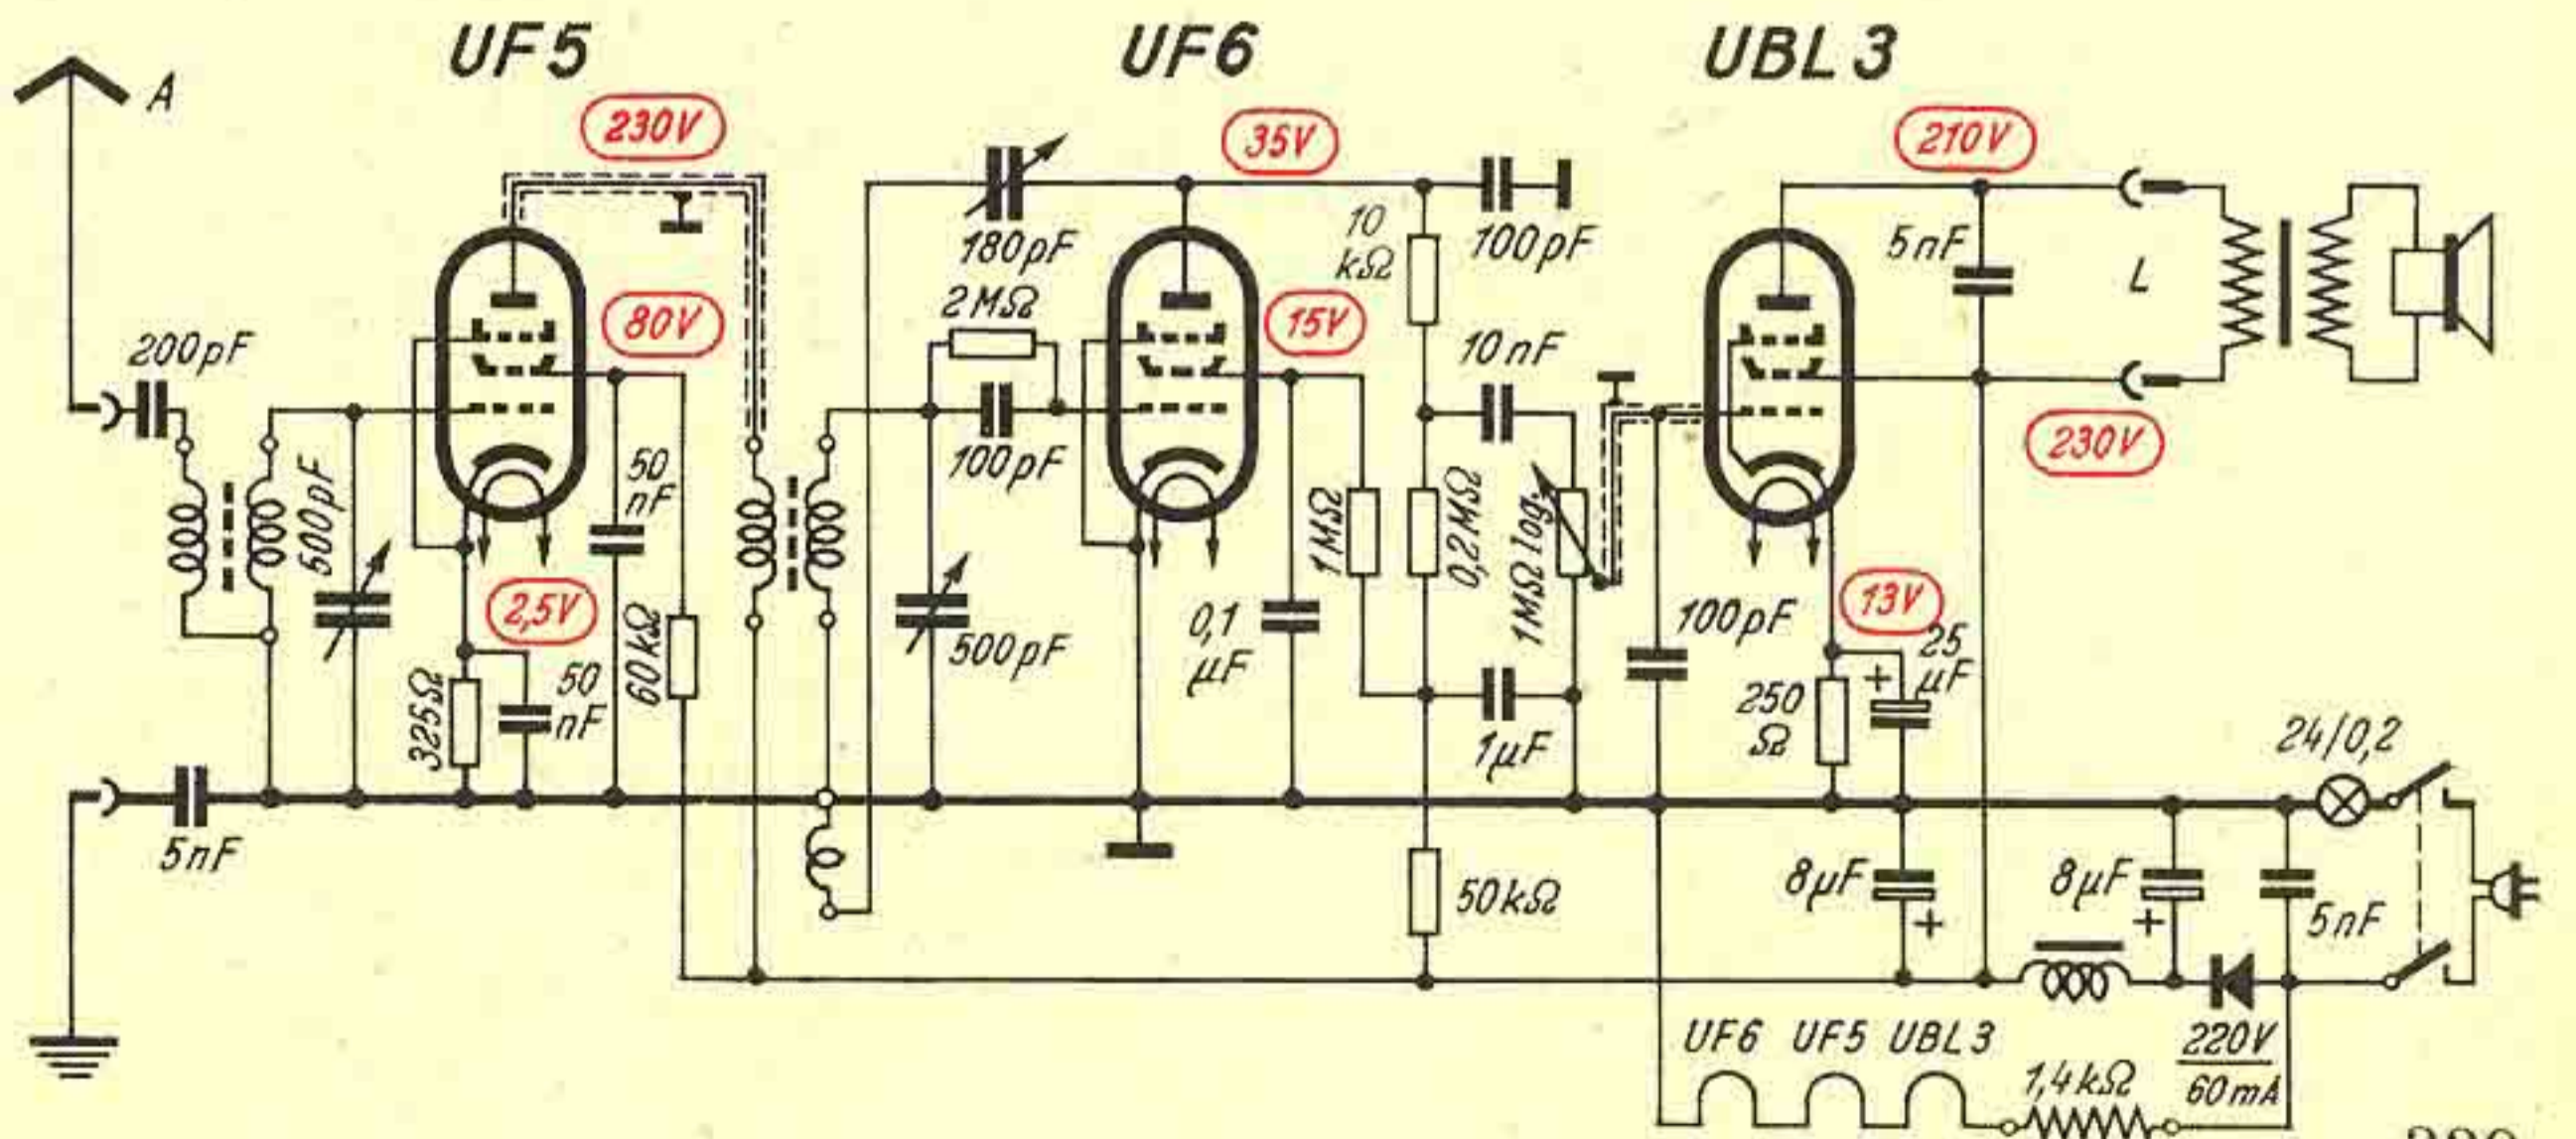 UF5
UF6
UBL3
A
230V
35V
210V
180pF
10
kΩ
100pF
5nF
L
2MΩ
80V
15V
200pF
10nF
230V
500pF
50
nF
100pF
1MΩ
0,2MΩ
1MΩ log.
2,5V
13V
325Ω
50
nF
60kΩ
500pF
0,1
µF
100pF
25
µF
+
250
Ω
1µF
24/0,2
5nF
50kΩ
8µF
+
8µF
+
5nF
UF6 UF5 UBL3
1,4kΩ
220V
60mA